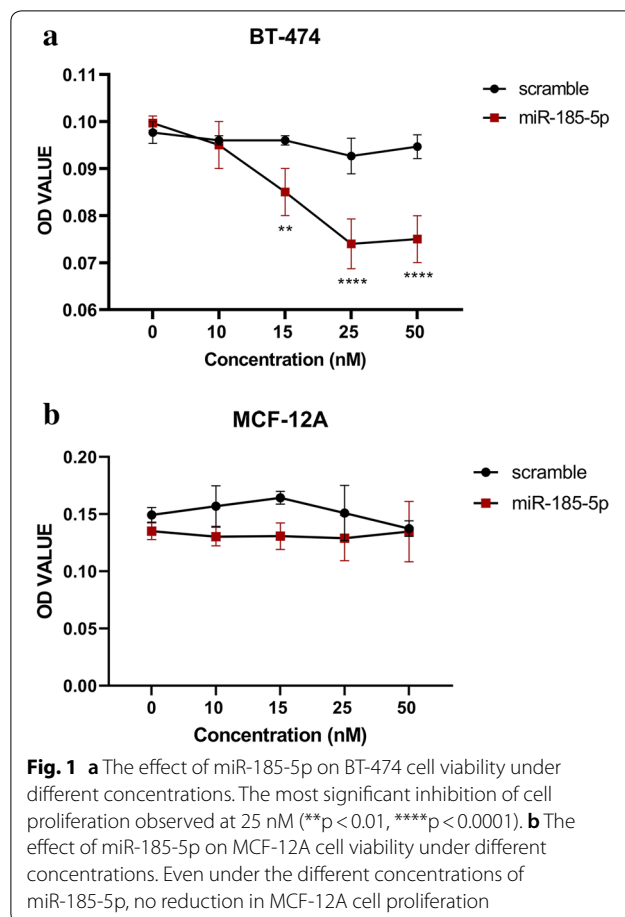 a
BT-474
0.11
0.10
0.09
0.08
0.07
0.06
OD VALUE
0 10 15 25 50
Concentration (nM)
scramble
miR-185-5p
**
****
****
b
MCF-12A
0.20
0.15
0.10
0.05
0.00
OD VALUE
0 10 15 25 50
Concentration (nM)
scramble
miR-185-5p
Fig. 1 a The effect of miR-185-5p on BT-474 cell viability under
different concentrations. The most significant inhibition of cell
proliferation observed at 25 nM (**p < 0.01, ****p < 0.0001). b The
effect of miR-185-5p on MCF-12A cell viability under different
concentrations. Even under the different concentrations of
miR-185-5p, no reduction in MCF-12A cell proliferation